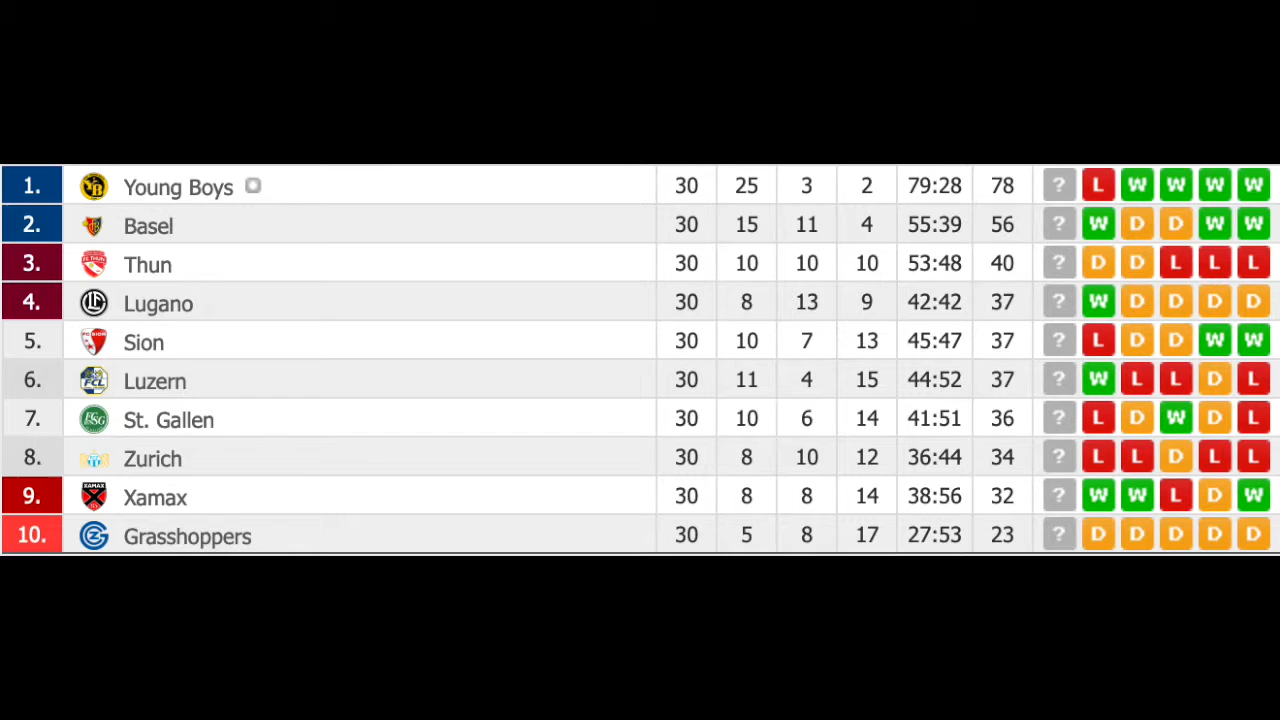 1. Young Boys 30 25 3 2 79:28 78 ? L W W W W
2. Basel 30 15 11 4 55:39 56 ? W D D W W
3. Thun 30 10 10 10 53:48 40 ? D D L L L
4. Lugano 30 8 13 9 42:42 37 ? W D D D D
5. Sion 30 10 7 13 45:47 37 ? L D D W W
6. Luzern 30 11 4 15 44:52 37 ? W L L D L
7. St. Gallen 30 10 6 14 41:51 36 ? L D W D L
8. Zurich 30 8 10 12 36:44 34 ? L L D L L
9. Xamax 30 8 8 14 38:56 32 ? W W L D W
10. Grasshoppers 30 5 8 17 27:53 23 ? D D D D D